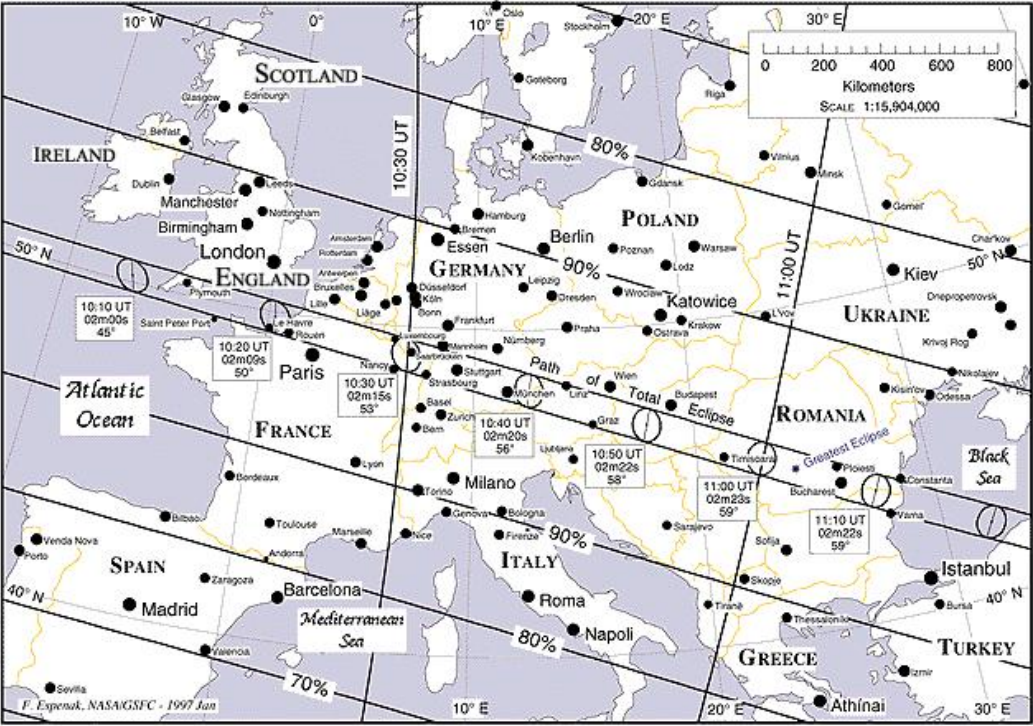 10° W
0°
10° E
Oslo
Stockholm
20° E
30° E
0 200 400 600 800
Kilometers
SCALE 1:15,904,000
SCOTLAND
Glasgow
Edinburgh
Goteborg
Riga
10:30 UT
80%
Belfast
IRELAND
Kobenhavn
Vilnius
Minsk
Dublin
Leeds
Manchester
Gdansk
Nottingham
Birmingham
Hamburg
Bremen
POLAND
Gomel'
Amsterdam
Rotterdam
Essen
Berlin
Poznan
Warsaw
Char'kov
50° N
London
50° N
ENGLAND
GERMANY
90%
Lodz
11:00 UT
Kiev
Plymouth
Antwerpen
Bruxelles
Lille
Liège
Düsseldorf
Köln
Bonn
Leipzig
Dresden
Wroclaw
Katowice
Krakow
Ostrava
L'vov
UKRAINE
Dnepropetrovsk
Krivoj Rog
10:10 UT
02m00s
45°
Saint Peter Port
Le Havre
Rouen
Frankfurt
Praha
10:20 UT
02m09s
50°
Paris
Luxembourg
Saarbrücken
Mannheim
Nürnberg
Nancy
Stuttgart
Strasbourg
10:30 UT
02m15s
53°
Path of Total Eclipse
München
Linz
Wien
Budapest
Nikolajev
Kisin'ov
Odessa
Atlantic
Ocean
FRANCE
Basel
Zurich
Bern
10:40 UT
02m20s
56°
Graz
ROMANIA
Greatest Eclipse
Ljubljana
10:50 UT
02m22s
58°
Timisoara
Black
Sea
Lyon
Ploiesti
Bordeaux
Milano
Torino
11:00 UT
02m23s
59°
Bucharest
Constanta
Bilbao
Toulouse
Marseille
Genova
Bologna
Nice
Firenze
90%
Sarajevo
11:10 UT
02m22s
59°
Varna
Venda Nova
Porto
Andorra
Sofija
SPAIN
ITALY
Zaragoza
Skopje
Istanbul
40° N
Madrid
Barcelona
Roma
Tiranë
Bursa
40° N
Mediterranean
Sea
Thessaloniki
80%
Napoli
TURKEY
Valencia
GREECE
Izmir
Sevilla
70%
Athínai
F. Espenak, NASA/GSFC - 1997 Jan
10° E
20° E
30° E